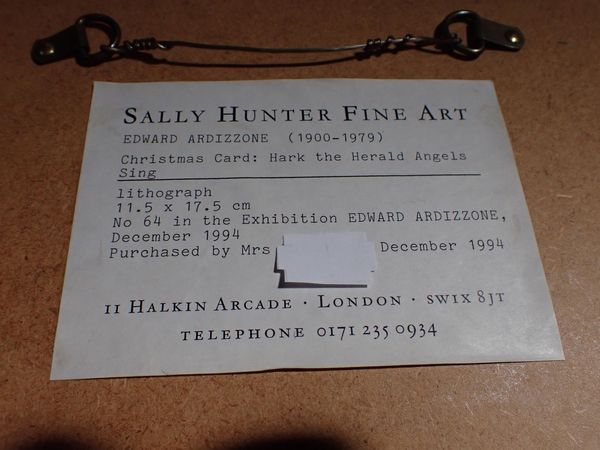 SALLY HUNTER FINE ART
EDWARD ARDIZZONE (1900-1979)
Christmas Card: Hark the Herald Angels
Sing
lithograph
11.5 x 17.5 cm
No 64 in the Exhibition EDWARD ARDIZZONE,
December 1994
Purchased by Mrs December 1994
11 HALKIN ARCADE · LONDON · SW1X 8JT
TELEPHONE 0171 235 0934